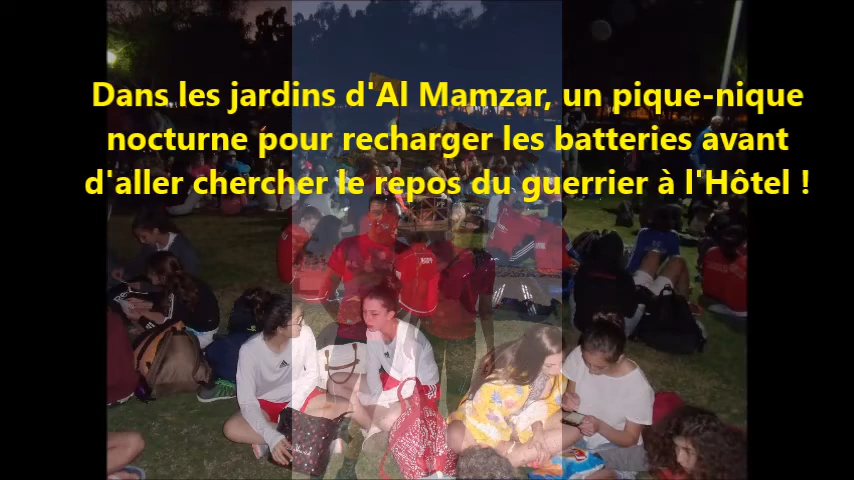 Dans les jardins d'Al Mamzar, un pique-nique
nocturne pour recharger les batteries avant
d'aller chercher le repos du guerrier à l'Hôtel !